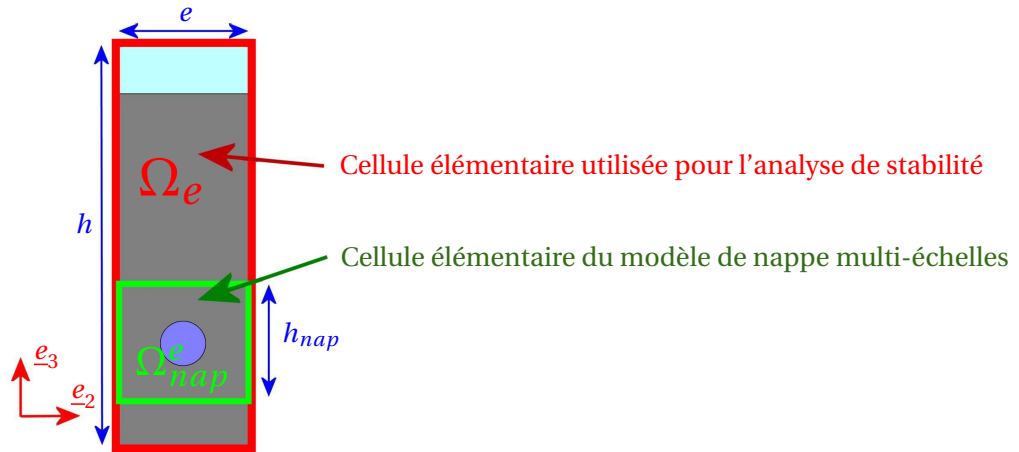 e
Ωe
Cellule élémentaire utilisée pour l'analyse de stabilité
h
Cellule élémentaire du modèle de nappe multi-échelles
hnap
Ωenap
e3
e2